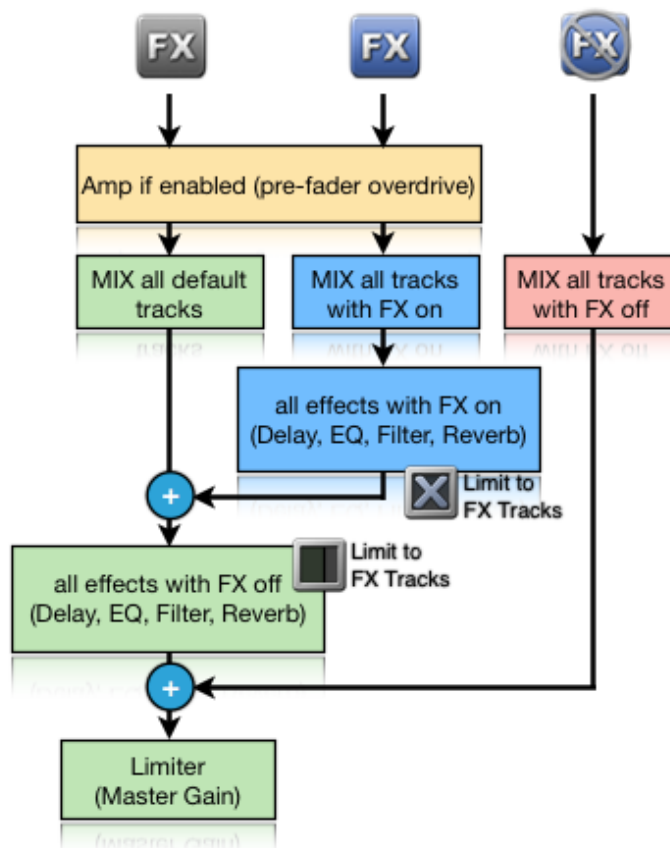 FX
FX
FX
Amp if enabled (pre-fader overdrive)
MIX all default
tracks
MIX all tracks
with FX on
MIX all tracks
with FX off
all effects with FX on
(Delay, EQ, Filter, Reverb)
Limit to
FX Tracks
+
all effects with FX off
(Delay, EQ, Filter, Reverb)
Limit to
FX Tracks
+
Limiter
(Master Gain)